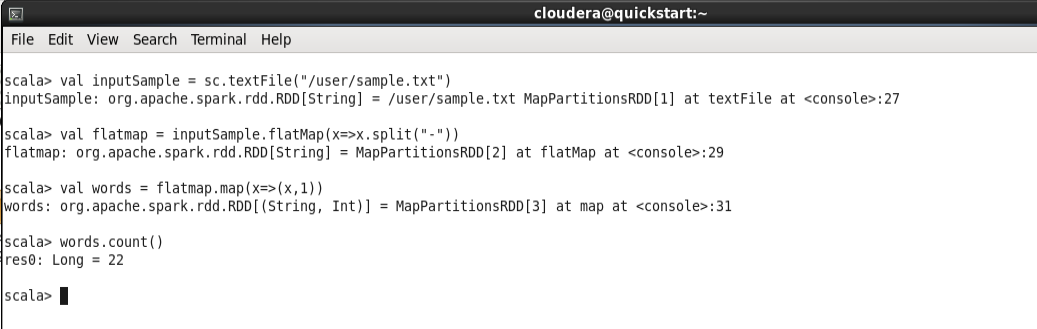 cloudera@quickstart:~
File Edit View Search Terminal Help
scala> val inputSample = sc.textFile("/user/sample.txt")
inputSample: org.apache.spark.rdd.RDD[String] = /user/sample.txt MapPartitionsRDD[1] at textFile at <console>:27
scala> val flatmap = inputSample.flatMap(x=>x.split("-"))
flatmap: org.apache.spark.rdd.RDD[String] = MapPartitionsRDD[2] at flatMap at <console>:29
scala> val words = flatmap.map(x=>(x,1))
words: org.apache.spark.rdd.RDD[(String, Int)] = MapPartitionsRDD[3] at map at <console>:31
scala> words.count()
res0: Long = 22
scala>